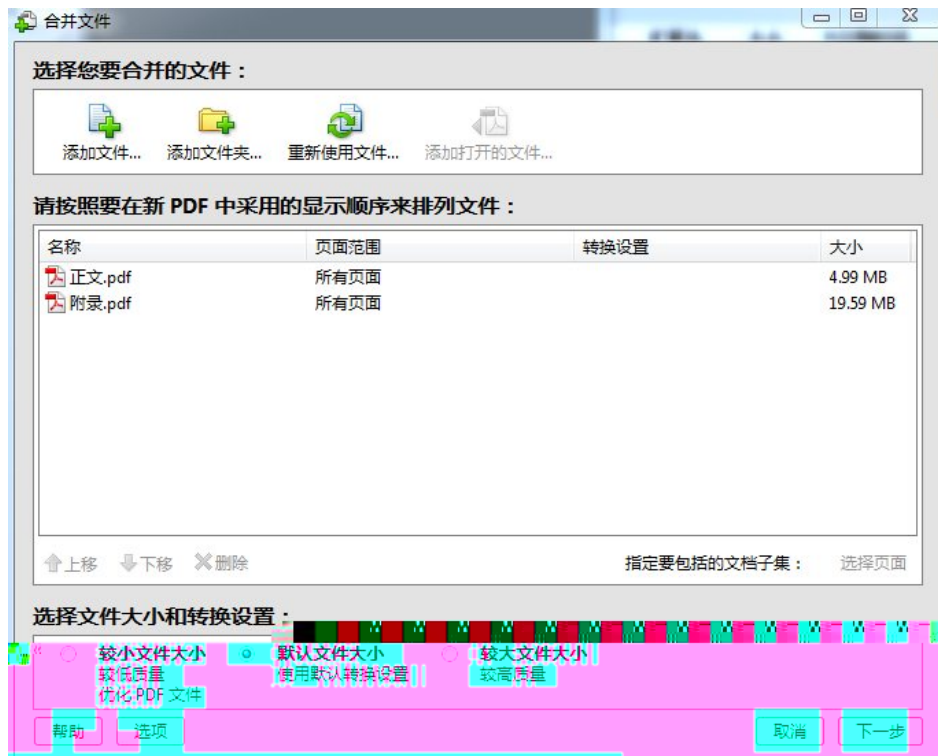 合并文件
选择您要合并的文件：
添加文件... 添加文件夹... 重新使用文件... 添加打开的文件...
请按照要在新 PDF 中采用的显示顺序来排列文件：
名称 页面范围 转换设置 大小
正文.pdf 所有页面 4.99 MB
附录.pdf 所有页面 19.59 MB
上移 下移 删除 指定要包括的文档子集： 选择页面
选择文件大小和转换设置：
较小文件大小 默认文件大小 较大文件大小
较低质量 使用默认转换设置 较高质量
优化 PDF 文件
帮助 选项 取消 下一步